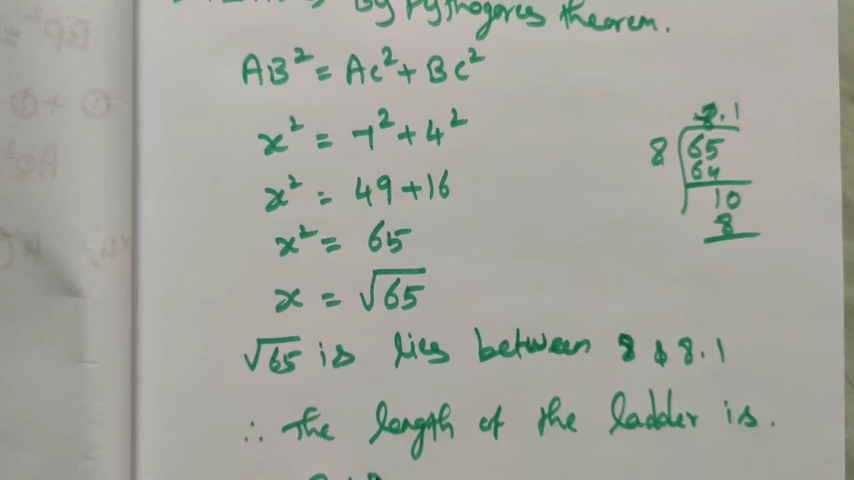 By Pythagores theorem.
AB² = AC² + BC²
x² = 7² + 4²
x² = 49 + 16
x² = 65
x = √65
√65 is lies between 8 & 8.1
∴ The length of the ladder is.
8.1
8 65
64
10
8